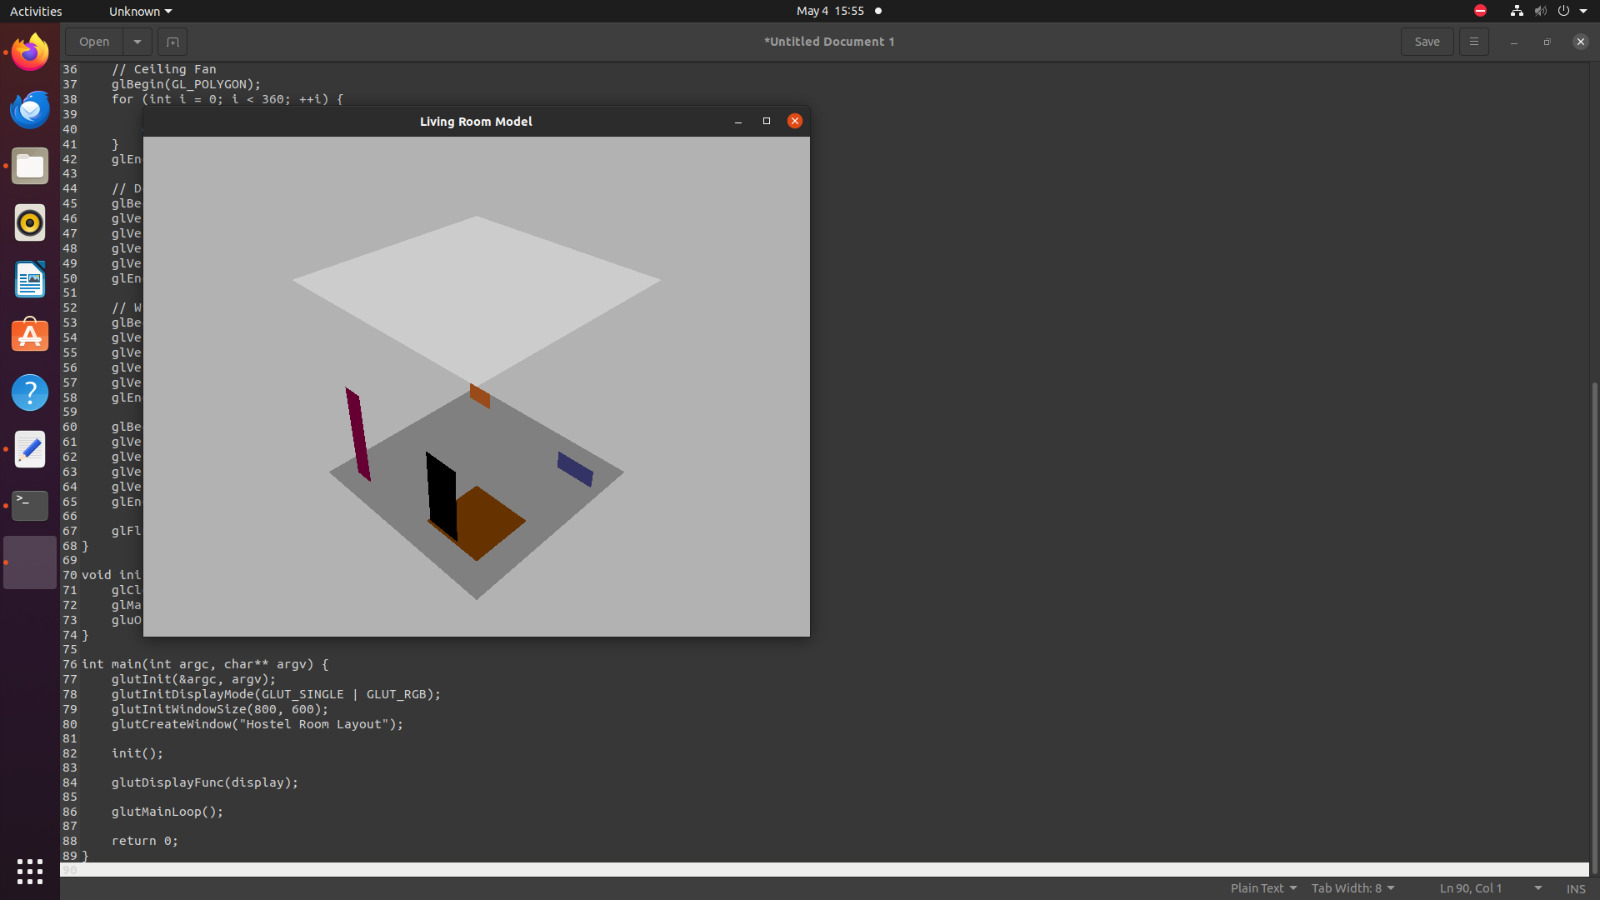 Activities
Unknown
May 4 15:55
Open
*Untitled Document 1
Save
36 // Ceiling Fan
37 glBegin(GL_POLYGON);
38 for (int i = 0; i < 360; ++i) {
Living Room Model
39
40
41 }
42 glEn
43
44 // D
45 glBe
46 glVe
47 glVe
48 glVe
49 glVe
50 glEn
51
52 // W
53 glBe
54 glVe
55 glVe
56 glVe
57 glVe
58 glEn
59
60 glBe
61 glVe
62 glVe
63 glVe
64 glVe
65 glEn
66
67 glFl
68 }
69
70 void ini
71 glCl
72 glMa
73 gluO
74 }
75
76 int main(int argc, char** argv) {
77 glutInit(&argc, argv);
78 glutInitDisplayMode(GLUT_SINGLE | GLUT_RGB);
79 glutInitWindowSize(800, 600);
80 glutCreateWindow("Hostel Room Layout");
81
82 init();
83
84 glutDisplayFunc(display);
85
86 glutMainLoop();
87
88 return 0;
89 }
90
Plain Text
Tab Width: 8
Ln 90, Col 1
INS